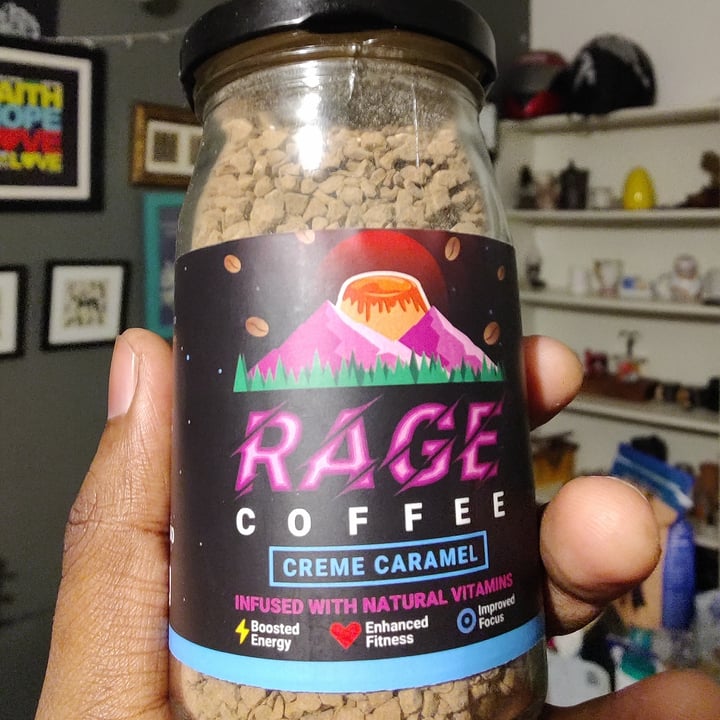 RAGE
COFFEE
CREME CARAMEL
INFUSED WITH NATURAL VITAMINS
Boosted
Energy
Enhanced
Fitness
Improved
Focus